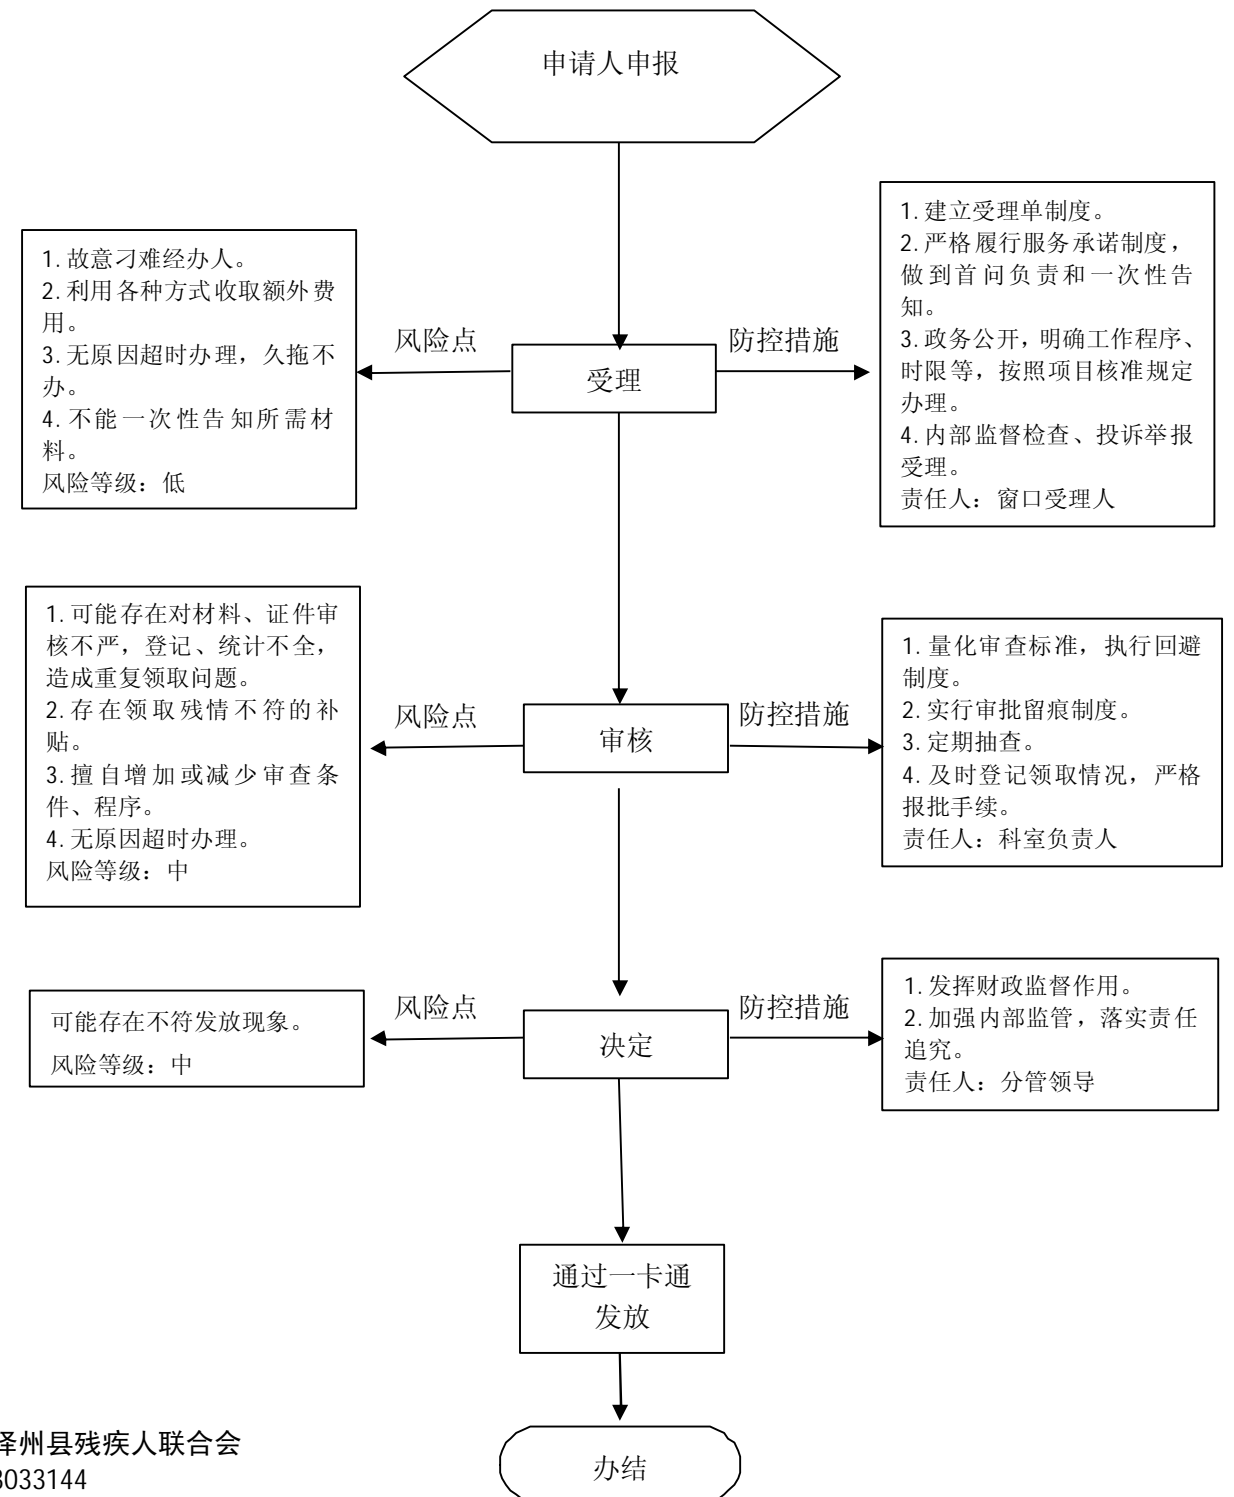 申请人申报
1.建立受理单制度。
2.严格履行服务承诺制度，
做到首问负责和一次性告
知。
3.政务公开，明确工作程序、
时限等，按照项目核准规定
办理。
4.内部监督检查、投诉举报
受理。
责任人：窗口受理人
1.故意刁难经办人。
2.利用各种方式收取额外费
用。
3.无原因超时办理，久拖不
办。
4.不能一次性告知所需材
料。
风险等级：低
风险点
防控措施
受理
1.可能存在对材料、证件审
核不严，登记、统计不全，
造成重复领取问题。
2.存在领取残情不符的补
贴。
3.擅自增加或减少审查条
件、程序。
4.无原因超时办理。
风险等级：中
风险点
防控措施
审核
1.量化审查标准，执行回避
制度。
2.实行审批留痕制度。
3.定期抽查。
4.及时登记领取情况，严格
报批手续。
责任人：科室负责人
可能存在不符发放现象。
风险等级：中
风险点
防控措施
决定
1.发挥财政监督作用。
2.加强内部监管，落实责任
追究。
责任人：分管领导
通过一卡通
发放
办结
泽州县残疾人联合会
3033144